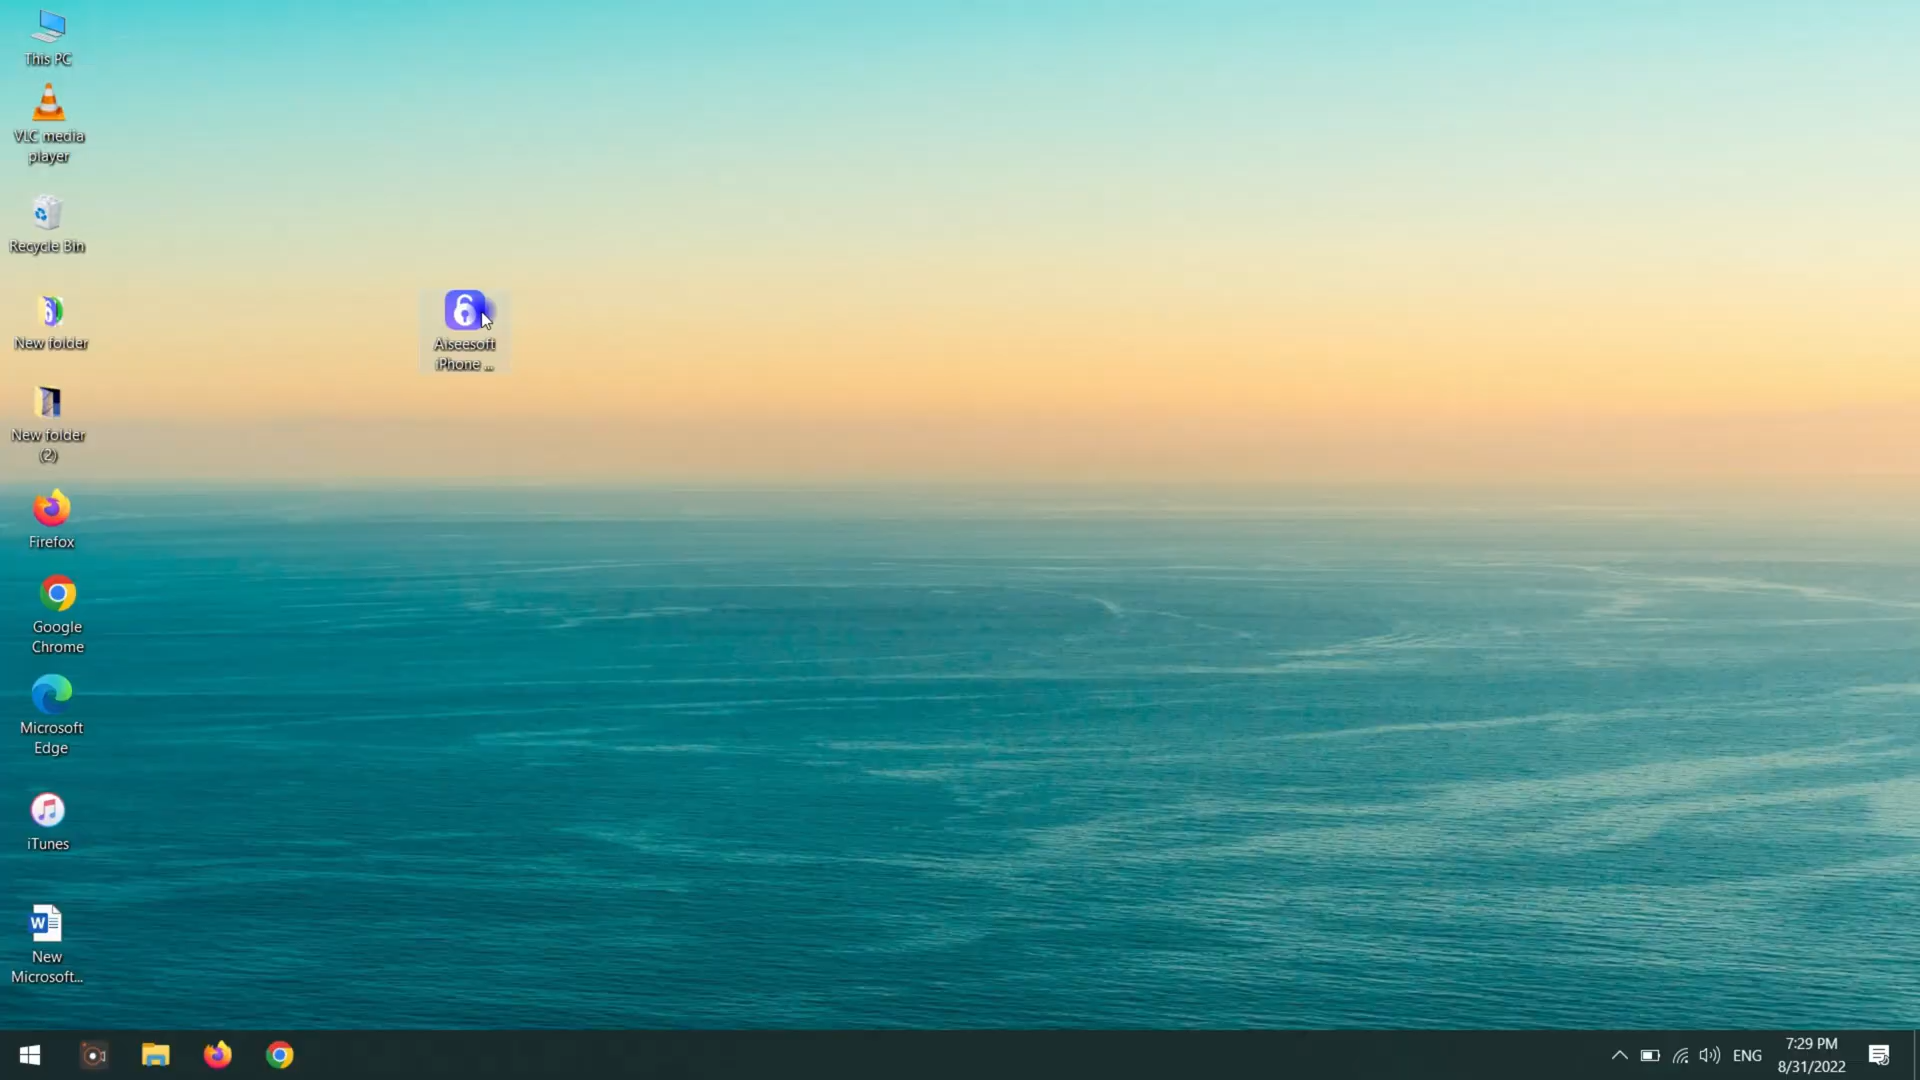 This PC
VLC media
player
Recycle Bin
New folder
New folder
(2)
Firefox
Google
Chrome
Microsoft
Edge
iTunes
W
New
Microsoft...
6
Aiseesoft
iPhone ...
ENG
7:29 PM
8/31/2022